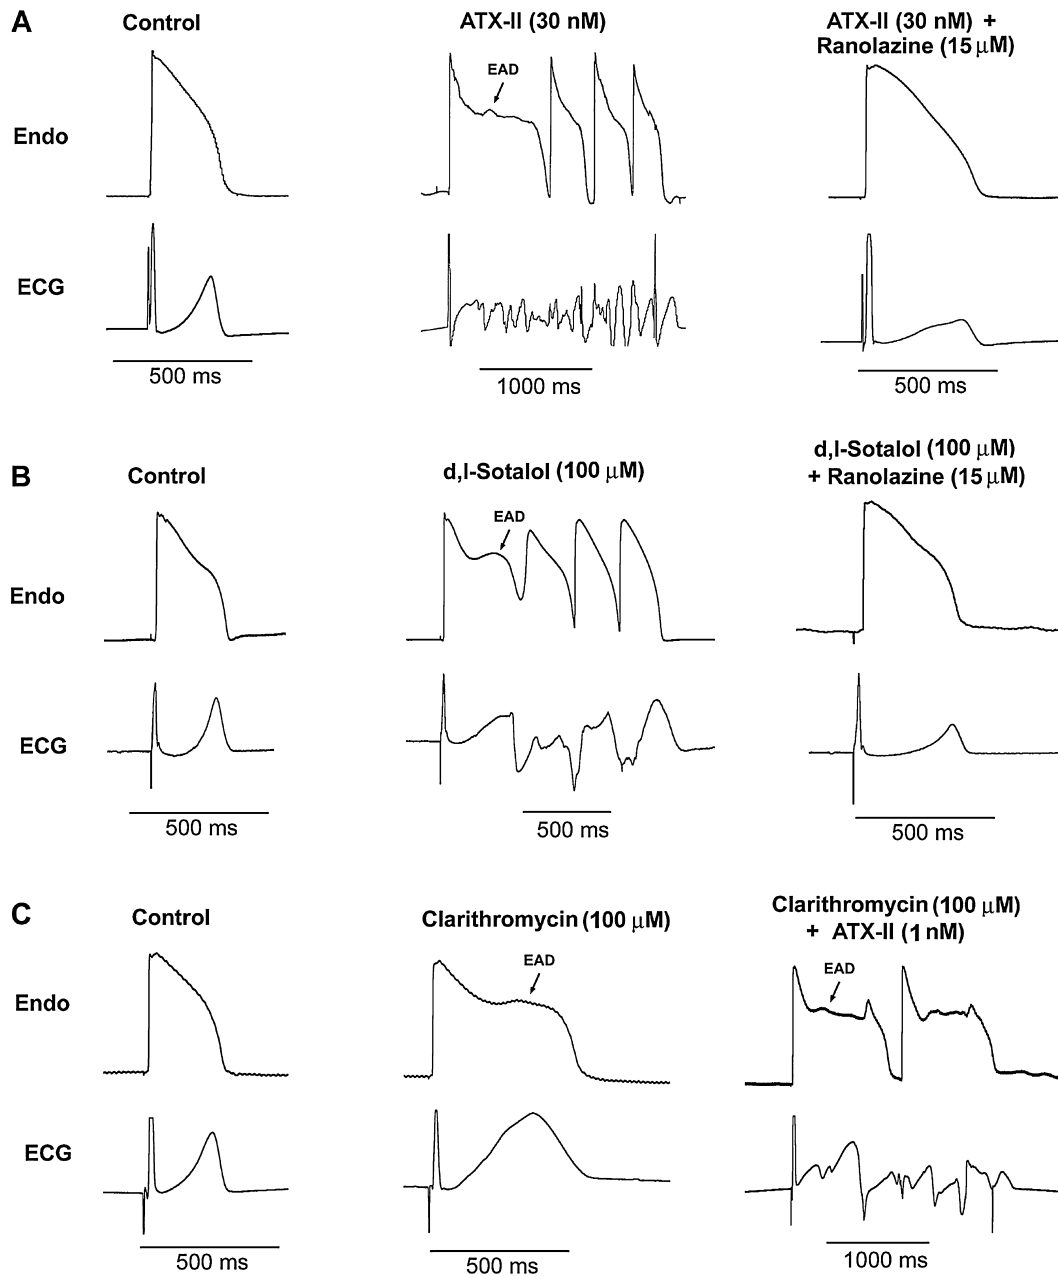 A
Control
ATX-II (30 nM)
ATX-II (30 nM) +
Ranolazine (15 μM)
EAD
Endo
ECG
500 ms
1000 ms
500 ms
B
Control
d,l-Sotalol (100 μM)
d,l-Sotalol (100 μM)
+ Ranolazine (15 μM)
EAD
Endo
ECG
500 ms
500 ms
500 ms
C
Control
Clarithromycin (100 μM)
Clarithromycin (100 μM)
+ ATX-II (1 nM)
EAD
EAD
Endo
ECG
500 ms
500 ms
1000 ms